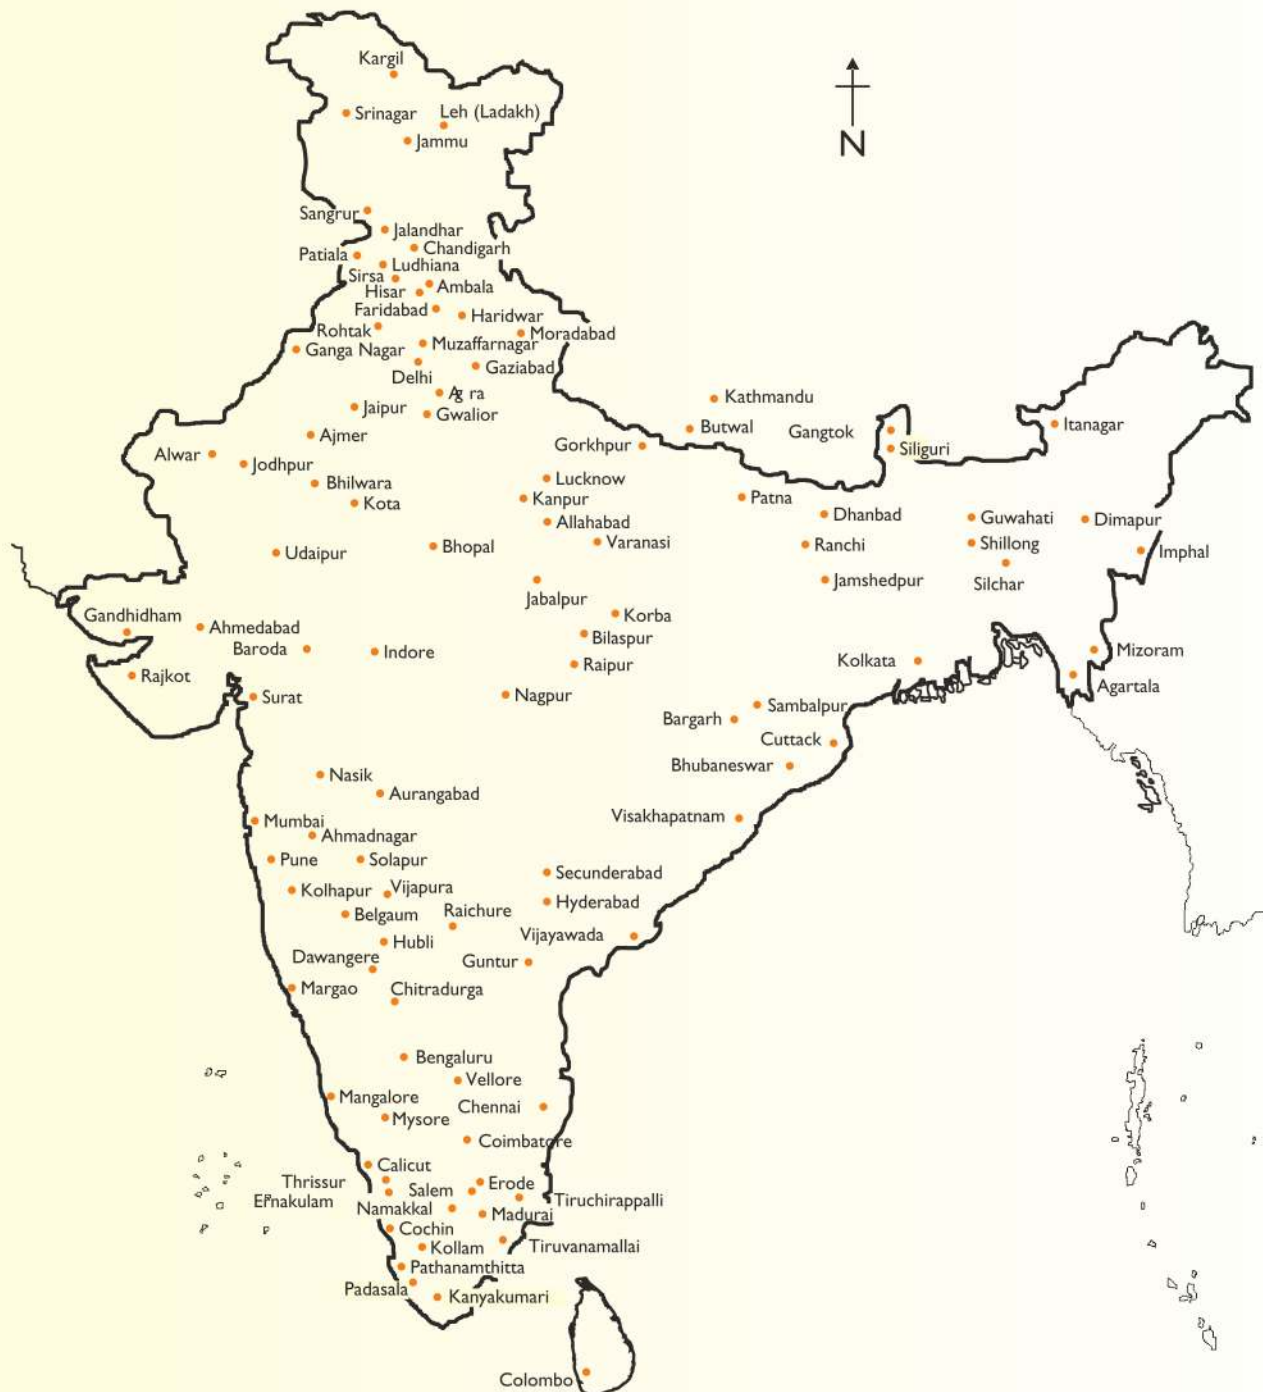 Kargil
Srinagar
Leh (Ladakh)
Jammu
N
Sangrur
Jalandhar
Patiala
Chandigarh
Ludhiana
Sirsa
Ambala
Hisar
Faridabad
Haridwar
Rohtak
Moradabad
Ganga Nagar
Muzaffarnagar
Gaziabad
Delhi
Agra
Jaipur
Gwalior
Kathmandu
Butwal
Gangtok
Itanagar
Ajmer
Gorkhpur
Siliguri
Alwar
Jodhpur
Bhilwara
Lucknow
Kota
Kanpur
Patna
Allahabad
Dhanbad
Guwahati
Dimapur
Udaipur
Bhopal
Varanasi
Ranchi
Shillong
Imphal
Jabalpur
Jamshedpur
Silchar
Gandhidham
Korba
Ahmedabad
Bilaspur
Baroda
Indore
Mizoram
Raipur
Kolkata
Rajkot
Agartala
Surat
Nagpur
Sambalpur
Bargarh
Cuttack
Bhubaneswar
Nasik
Aurangabad
Mumbai
Visakhapatnam
Ahmadnagar
Pune
Solapur
Secunderabad
Kolhapur
Vijapura
Hyderabad
Belgaum
Raichure
Hubli
Vijayawada
Dawangere
Guntur
Margao
Chitradurga
Bengaluru
Vellore
Mangalore
Chennai
Mysore
Coimbatore
Calicut
Thrissur
Salem
Erode
Ernakulam
Namakkal
Tiruchirappalli
Madurai
Cochin
Kollam
Tiruvanamallai
Pathanamthitta
Padasala
Kanyakumari
Colombo